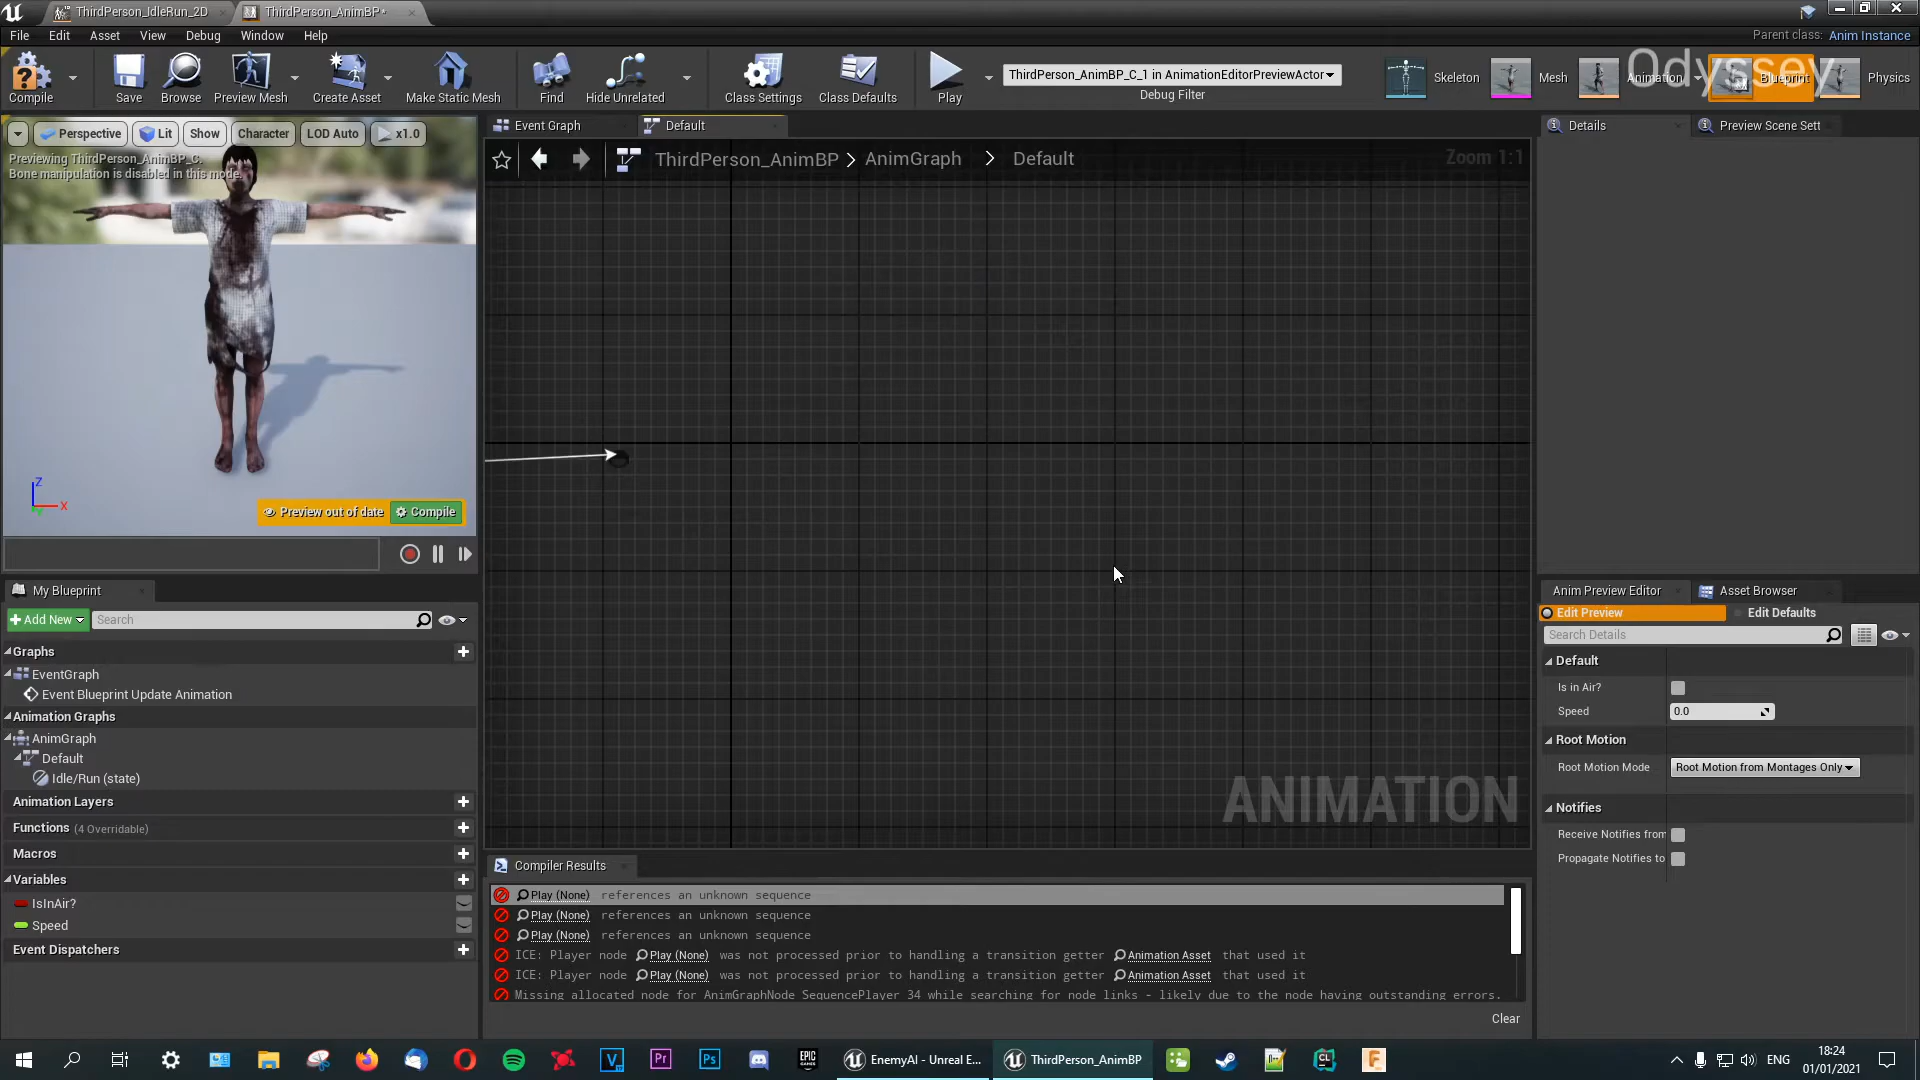 ThirdPerson_IdleRun_2D
ThirdPerson_AnimBP*
File Edit Asset View Debug Window Help
Parent class: Anim Instance
Compile
Save
Browse
Preview Mesh
Create Asset
Make Static Mesh
Find
Hide Unrelated
Class Settings
Class Defaults
Play
ThirdPerson_AnimBP_C_1 in AnimationEditorPreviewActor
Debug Filter
Skeleton
Mesh
Animation
Blueprint
Physics
Odyssey
Perspective Lit Show Character LOD Auto x1.0
Previewing ThirdPerson_AnimBP_C.
Bone manipulation is disabled in this mode.
Z
X
Preview out of date Compile
Event Graph
Default
ThirdPerson_AnimBP > AnimGraph > Default
Zoom 1:1
ANIMATION
Details
Preview Scene Sett
My Blueprint
Add New
Search
Graphs
EventGraph
Event Blueprint Update Animation
Animation Graphs
AnimGraph
Default
Idle/Run (state)
Animation Layers
Functions (4 Overridable)
Macros
Variables
IsInAir?
Speed
Event Dispatchers
Compiler Results
Play (None) references an unknown sequence
Play (None) references an unknown sequence
Play (None) references an unknown sequence
ICE: Player node Play (None) was not processed prior to handling a transition getter Animation Asset that used it
ICE: Player node Play (None) was not processed prior to handling a transition getter Animation Asset that used it
Missing allocated node for AnimGraphNode_SequencePlayer_34 while searching for node links - likely due to the node having outstanding errors.
Clear
Anim Preview Editor
Asset Browser
Edit Preview
Edit Defaults
Search Details
Default
Is in Air?
Speed 0.0
Root Motion
Root Motion Mode Root Motion from Montages Only
Notifies
Receive Notifies from
Propagate Notifies to
EnemyAI - Unreal E...
ThirdPerson_AnimBP
ENG
18:24
01/01/2021